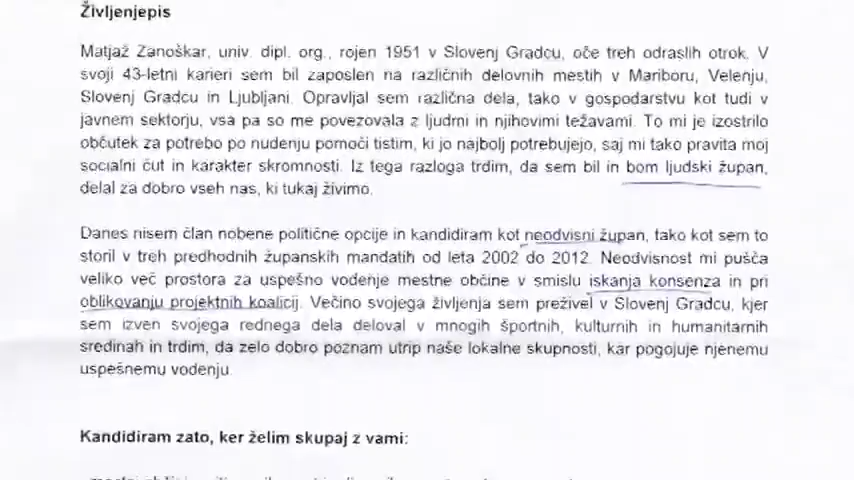 Življenjepis
Matjaž Zanoškar, univ. dipl. org., rojen 1951 v Slovenj Gradcu, oče treh odraslih otrok. V
svoji 43-letni karieri sem bil zaposlen na različnih delovnih mestih v Mariboru, Velenju,
Slovenj Gradcu in Ljubljani. Opravljal sem različna dela, tako v gospodarstvu kot tudi v
javnem sektorju, vsa pa so me povezovala z ljudmi in njihovimi težavami. To mi je izostrilo
občutek za potrebo po nudenju pomoči tistim, ki jo najbolj potrebujejo, saj mi tako pravita moj
socialni čut in karakter skromnosti. Iz tega razloga trdim, da sem bil in bom ljudski župan,
delal za dobro vseh nas, ki tukaj živimo.
Danes nisem član nobene politične opcije in kandidiram kot neodvisni župan, tako kot sem to
storil v treh predhodnih županskih mandatih od leta 2002 do 2012. Neodvisnost mi pušča
veliko več prostora za uspešno vodenje mestne občine v smislu iskanja konsenza in pri
oblikovanju projektnih koalicij. Večino svojega življenja sem preživel v Slovenj Gradcu, kjer
sem izven svojega rednega dela deloval v mnogih športnih, kulturnih in humanitarnih
sredinah in trdim, da zelo dobro poznam utrip naše lokalne skupnosti, kar pogojuje njenemu
uspešnemu vodenju.
Kandidiram zato, ker želim skupaj z vami: